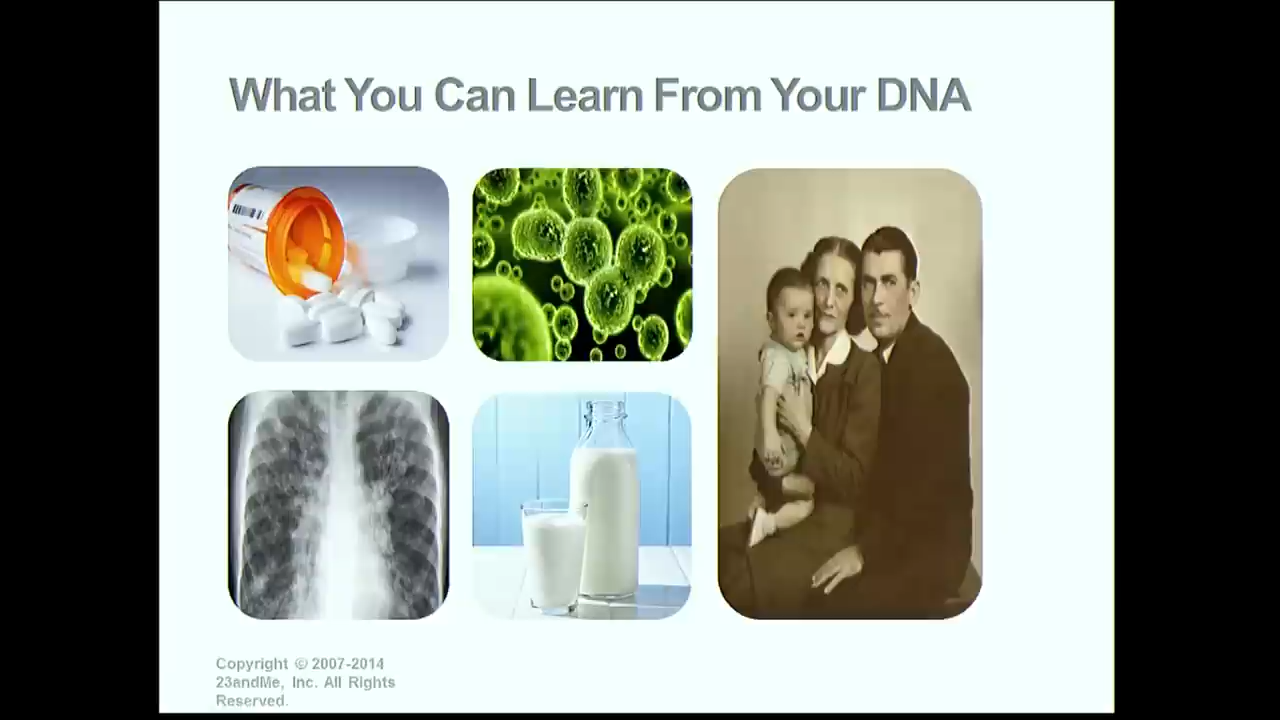 What You Can Learn From Your DNA
Copyright © 2007-2014
23andMe, Inc. All Rights
Reserved.